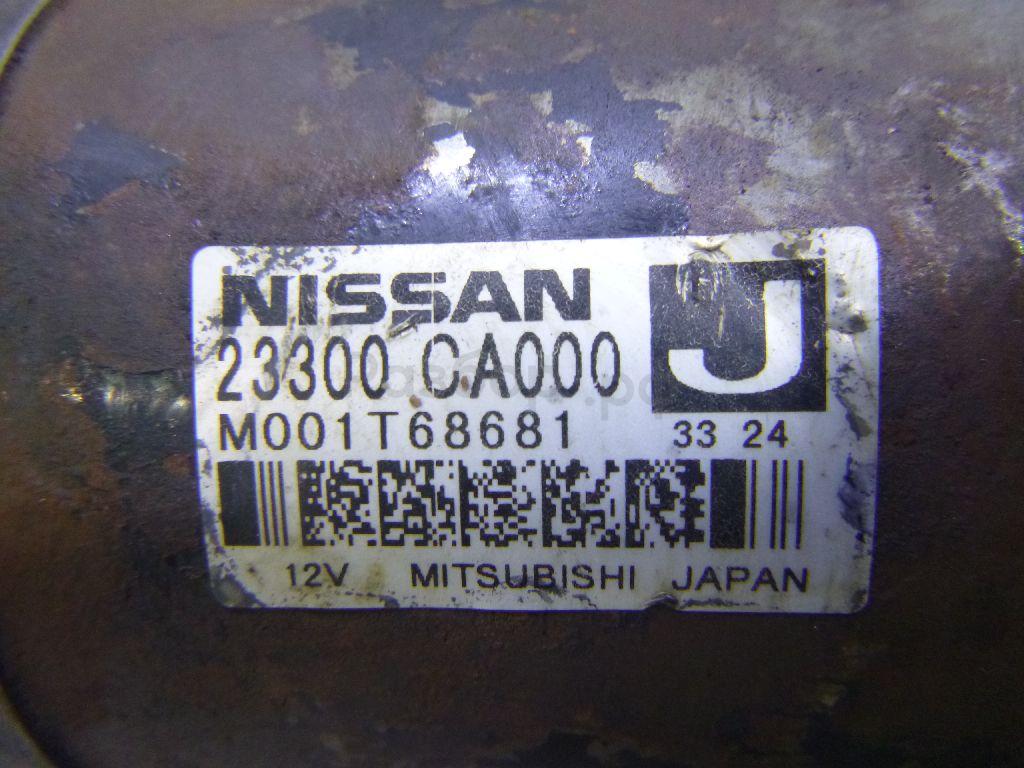 NISSAN
23300 CA000
J
M001T68681
33 24
12V MITSUBISHI JAPAN